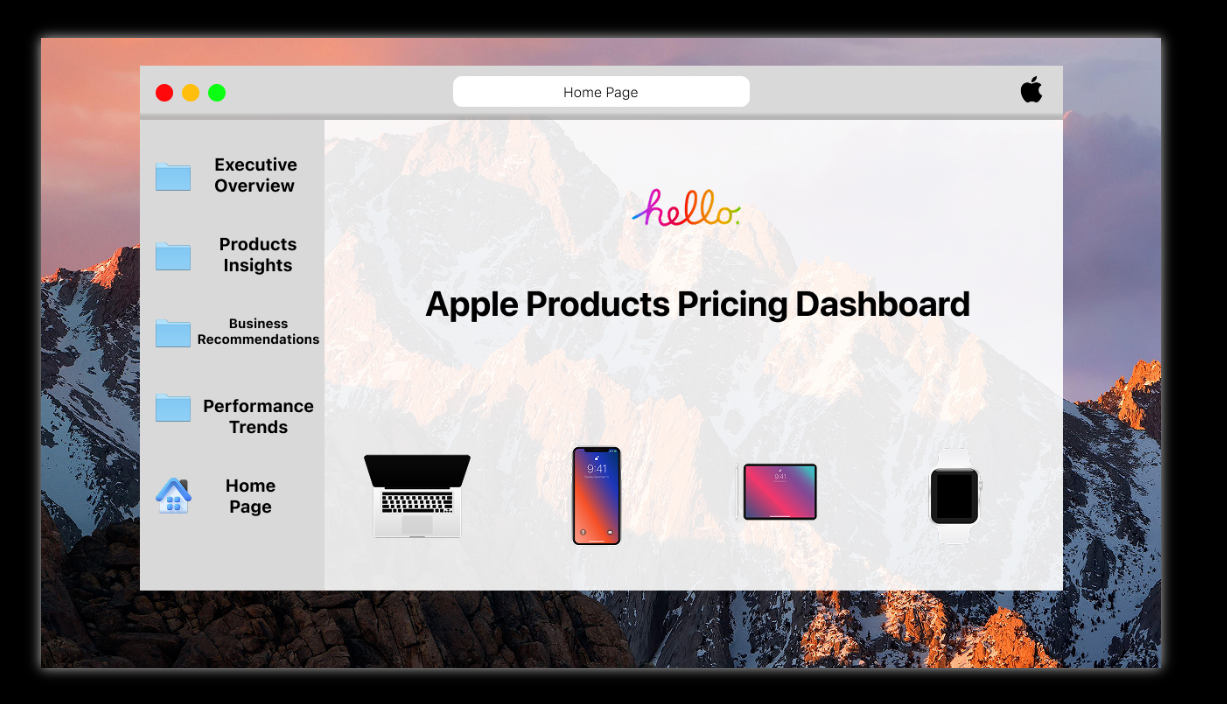 Home Page
Executive
Overview
Products
Insights
Business
Recommendations
Performance
Trends
Home
Page
hello.
Apple Products Pricing Dashboard
9:41
9:41